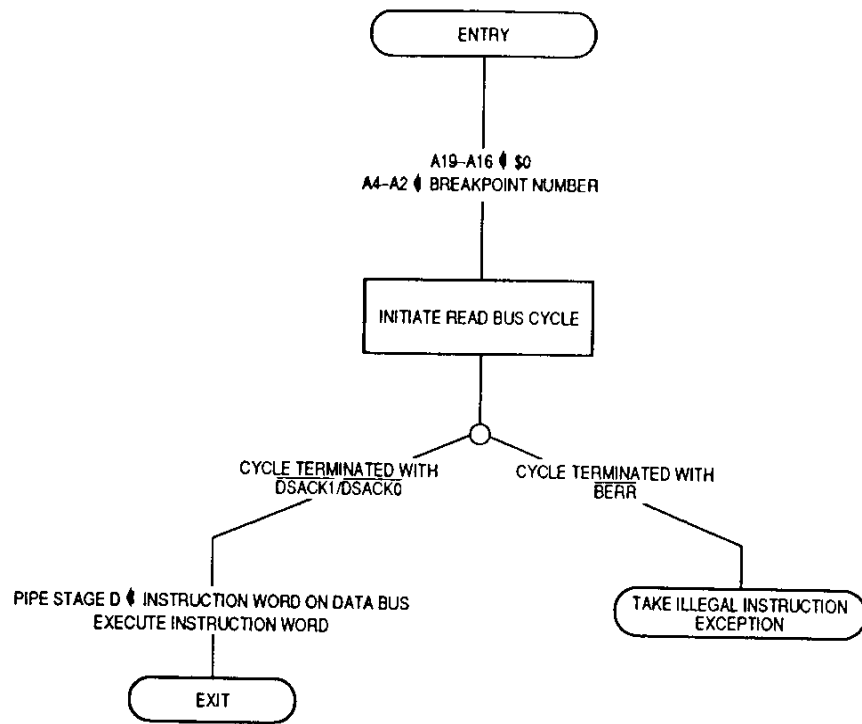 ENTRY
A19–A16 ◖ $0
A4–A2 ◖ BREAKPOINT NUMBER
INITIATE READ BUS CYCLE
CYCLE TERMINATED WITH
DSACK1/DSACK0
CYCLE TERMINATED WITH
BERR
PIPE STAGE D ◖ INSTRUCTION WORD ON DATA BUS
EXECUTE INSTRUCTION WORD
TAKE ILLEGAL INSTRUCTION
EXCEPTION
EXIT